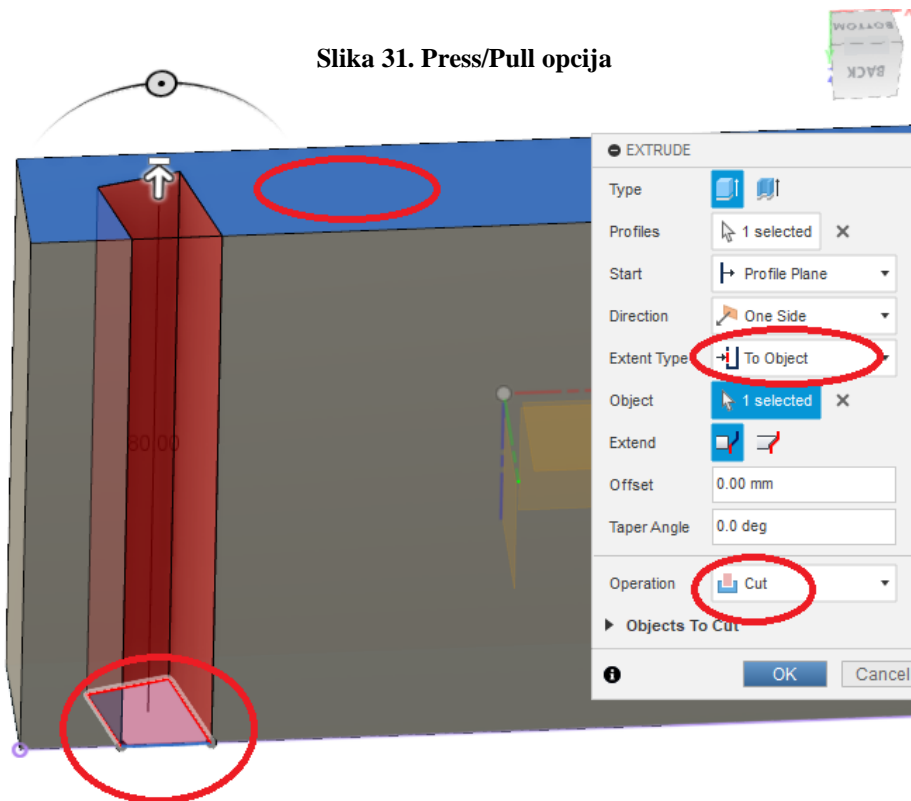 Slika 31. Press/Pull opcija
BOTTOM
BACK
EXTRUDE
Type
Profiles 1 selected
Start Profile Plane
Direction One Side
Extent Type To Object
Object 1 selected
Extend
Offset 0.00 mm
Taper Angle 0.0 deg
Operation Cut
Objects To Cut
OK Cancel
80.00